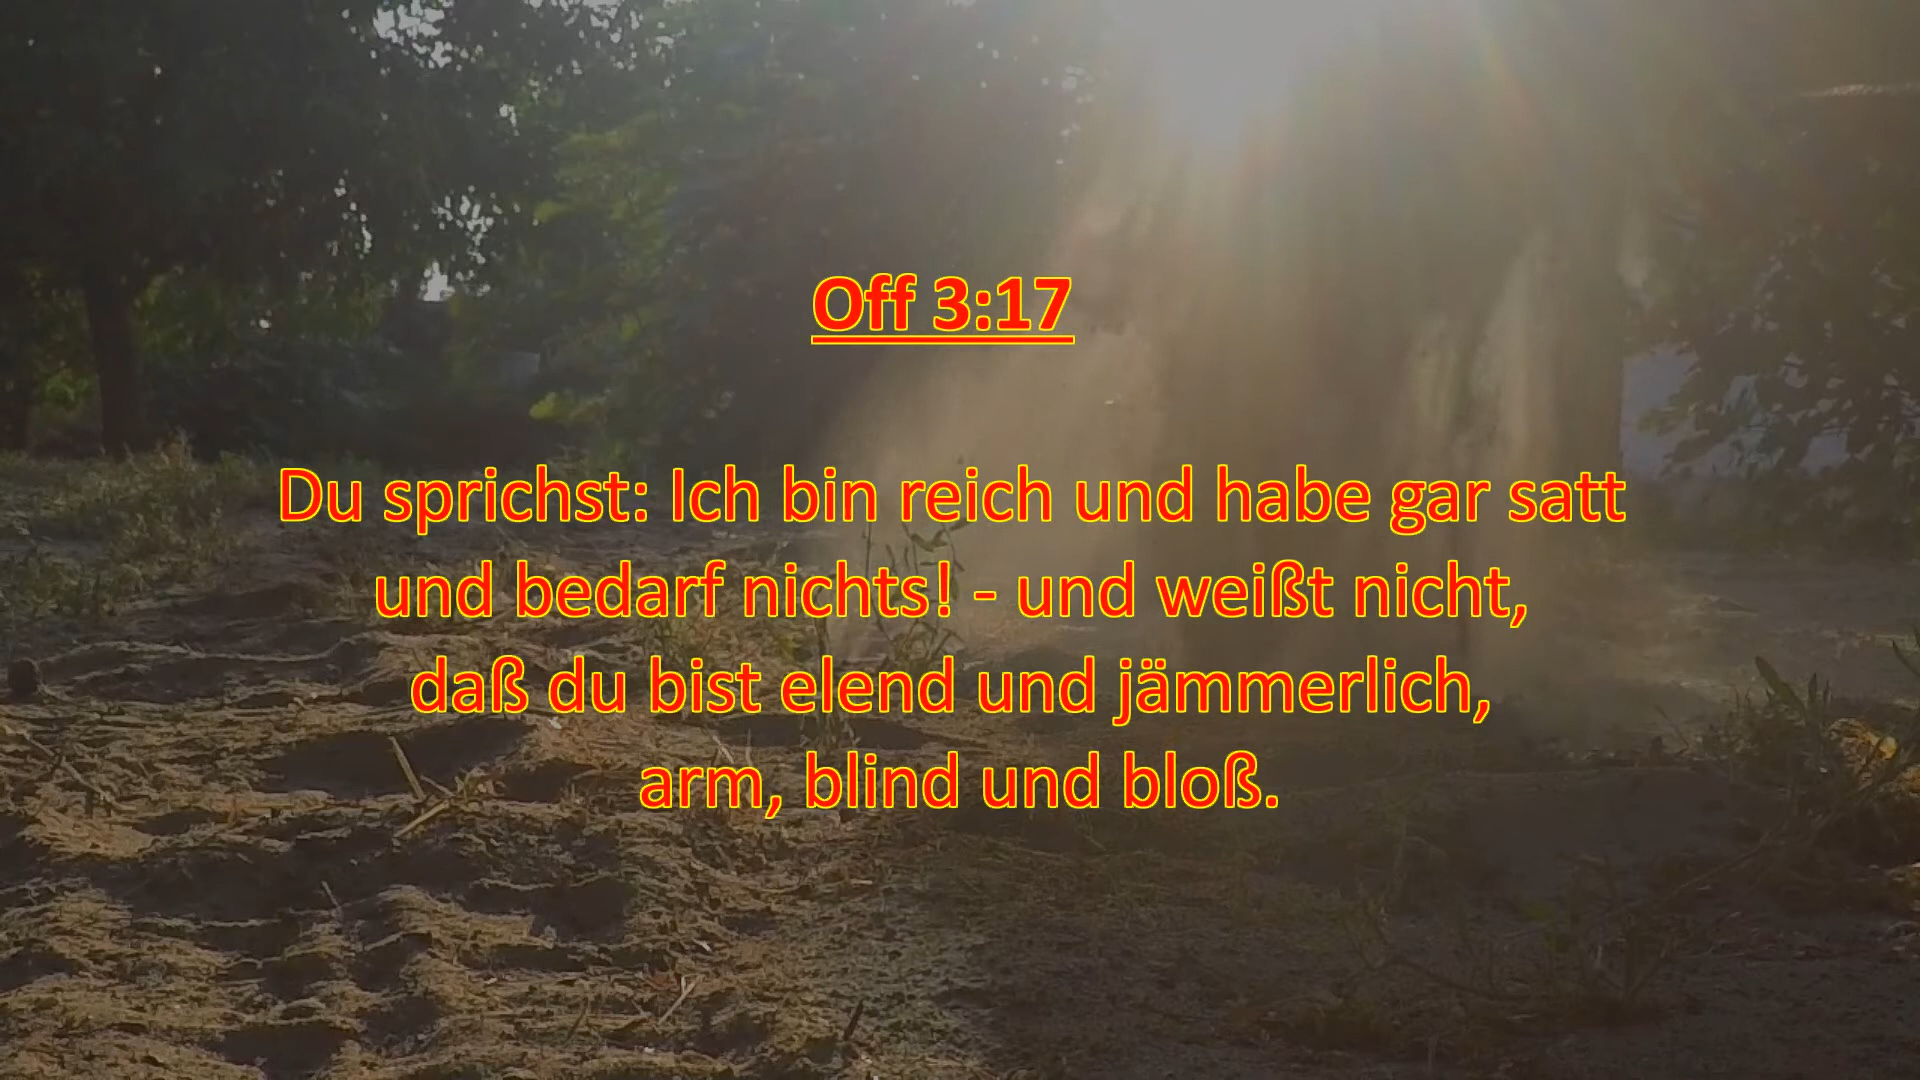 Off 3:17
Du sprichst: Ich bin reich und habe gar satt
und bedarf nichts! - und weißt nicht,
daß du bist elend und jämmerlich,
arm, blind und bloß.